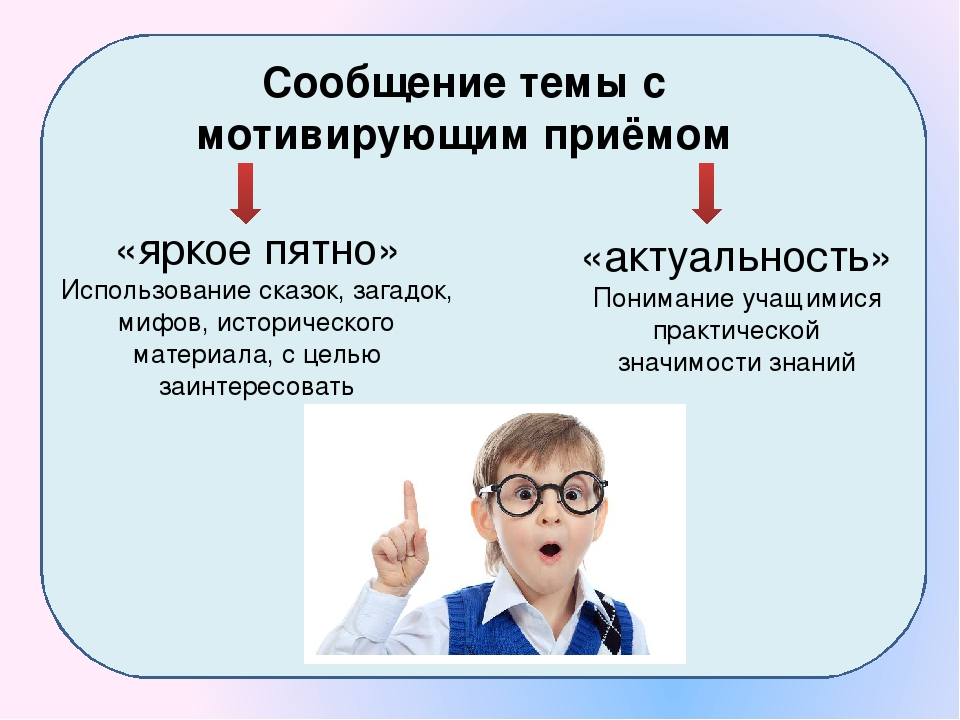 Сообщение темы с
мотивирующим приёмом
«яркое пятно»
Использование сказок, загадок,
мифов, исторического
материала, с целью
заинтересовать
«актуальность»
Понимание учащимися
практической
значимости знаний